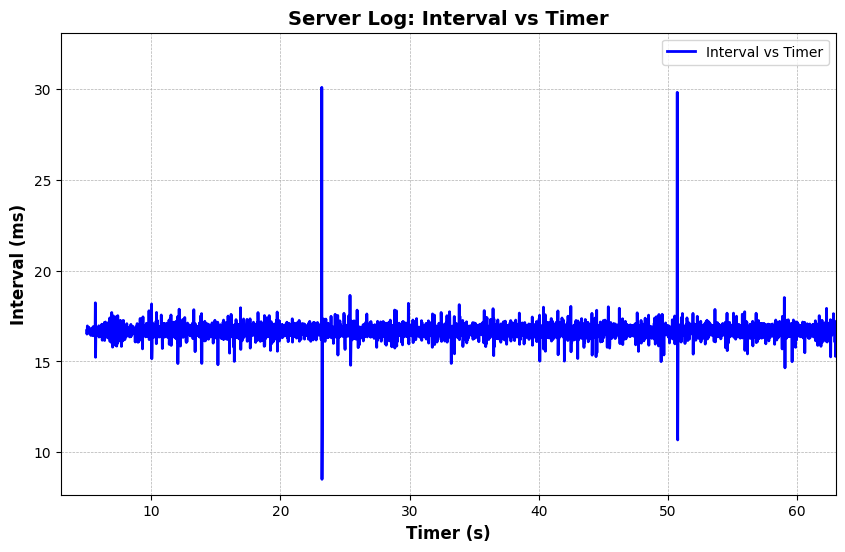 Server Log: Interval vs Timer
Interval vs Timer
30
25
20
15
10
Interval (ms)
10 20 30 40 50 60
Timer (s)